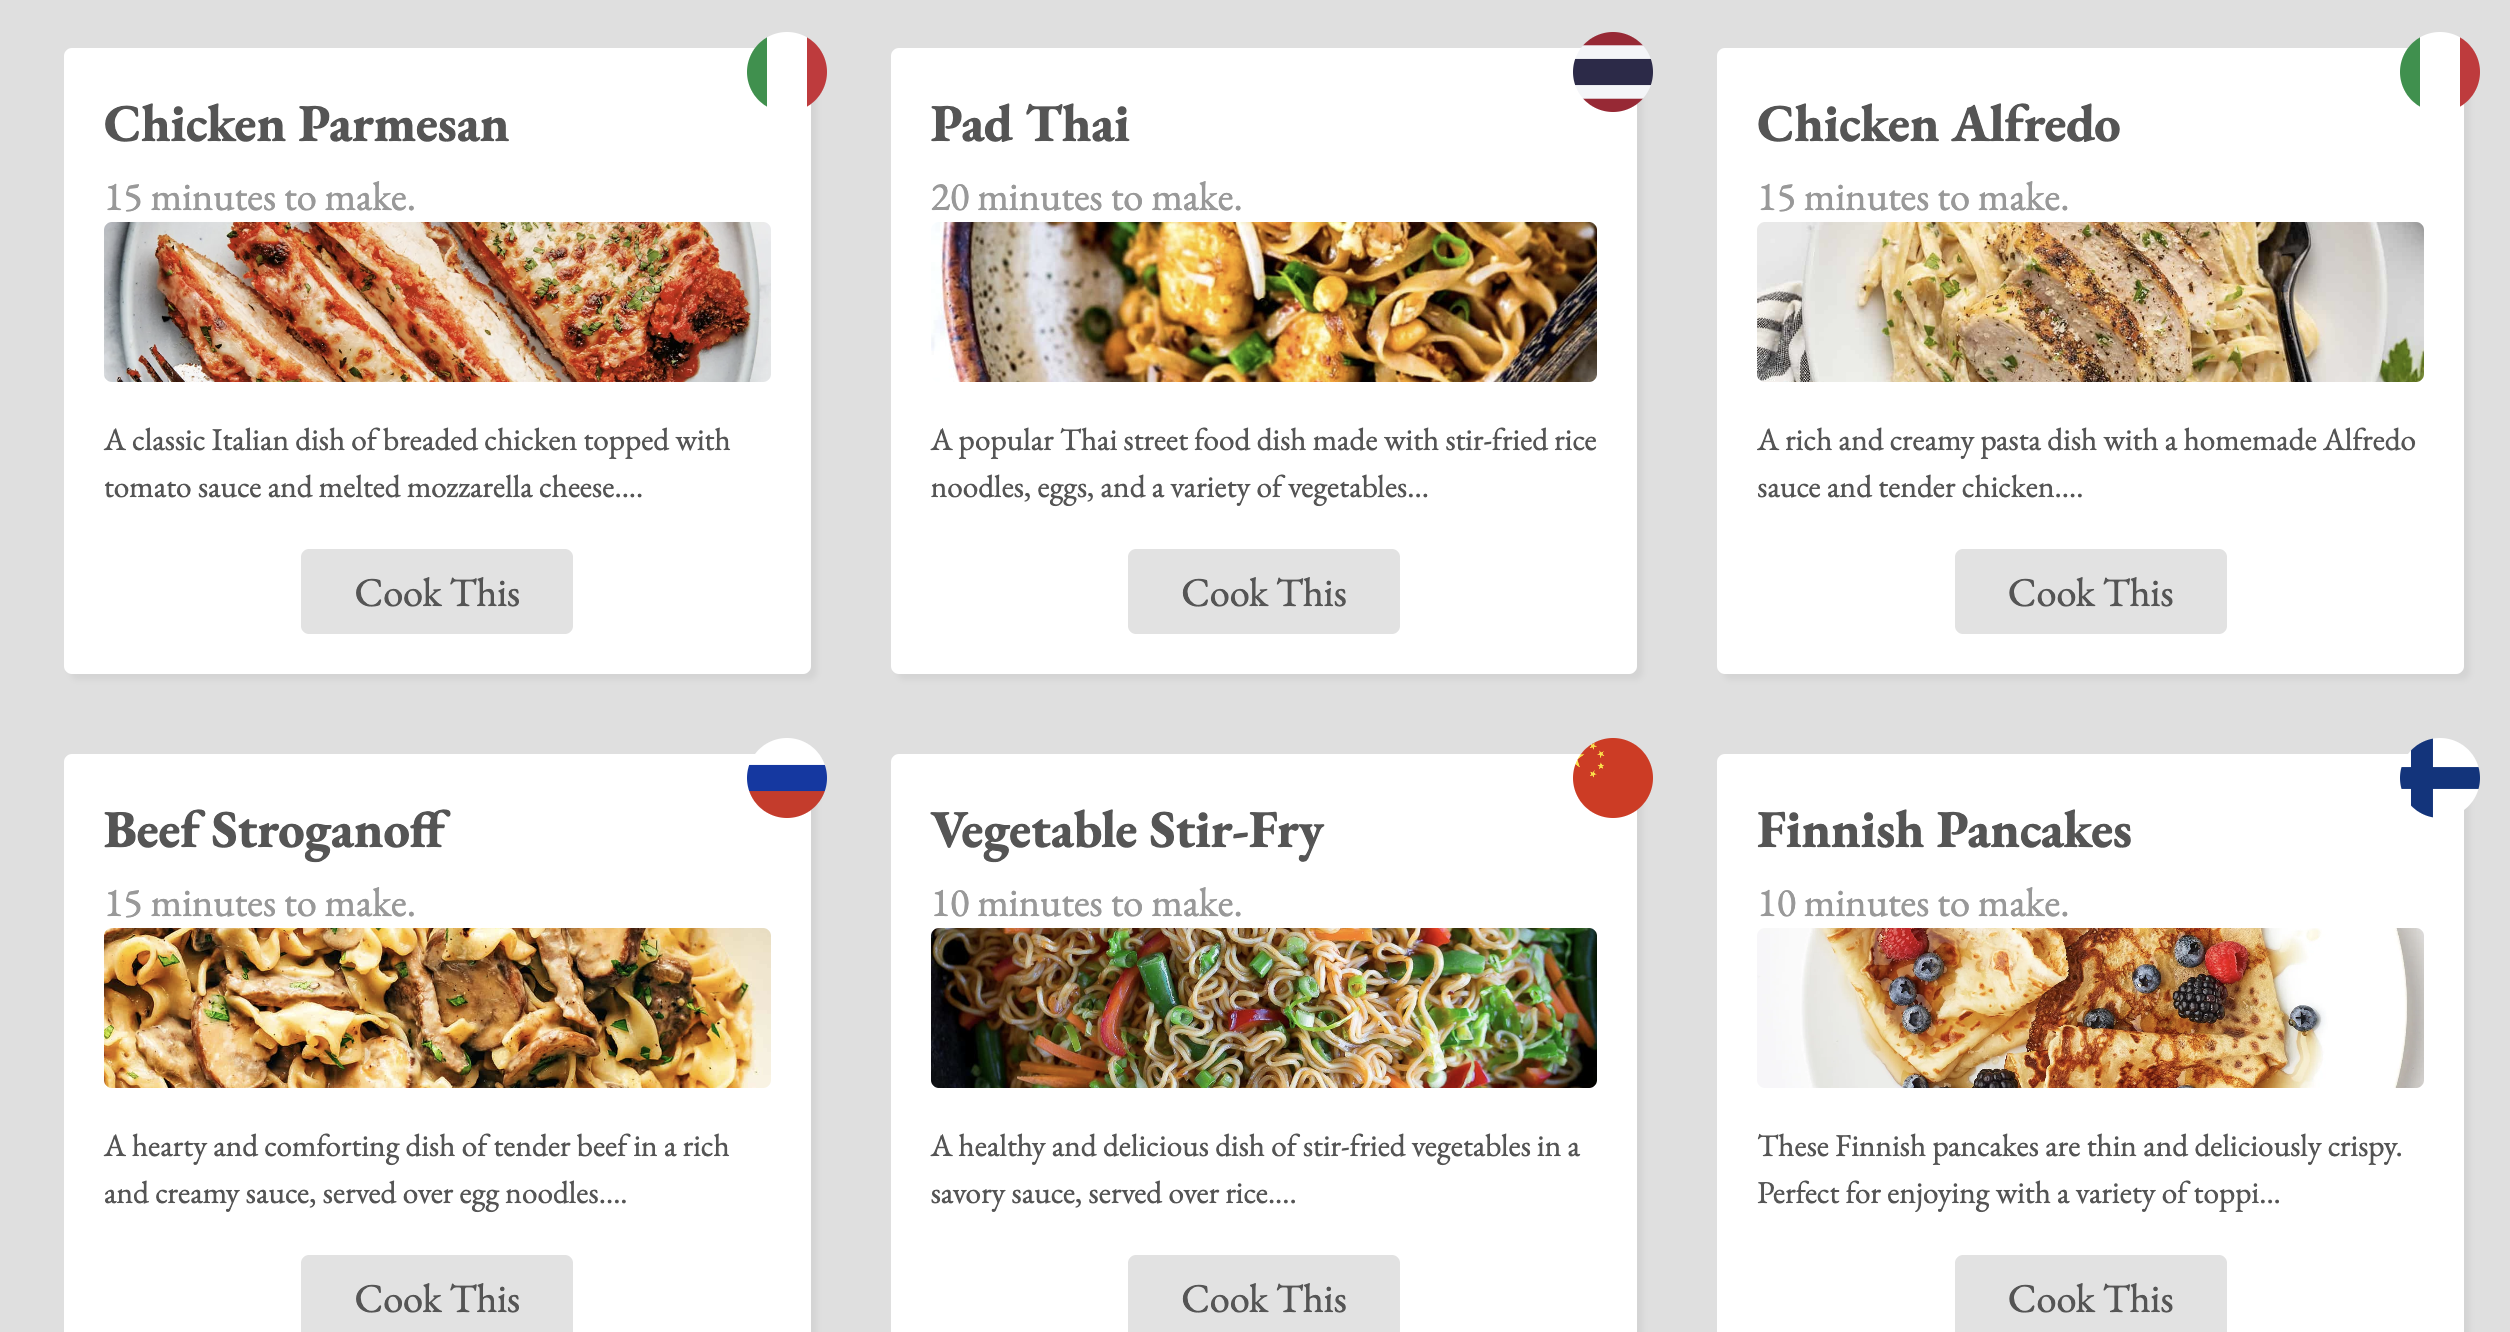 Chicken Parmesan
15 minutes to make.
A classic Italian dish of breaded chicken topped with
tomato sauce and melted mozzarella cheese....
Cook This
Pad Thai
20 minutes to make.
A popular Thai street food dish made with stir-fried rice
noodles, eggs, and a variety of vegetables...
Cook This
Chicken Alfredo
15 minutes to make.
A rich and creamy pasta dish with a homemade Alfredo
sauce and tender chicken....
Cook This
Beef Stroganoff
15 minutes to make.
A hearty and comforting dish of tender beef in a rich
and creamy sauce, served over egg noodles....
Cook This
Vegetable Stir-Fry
10 minutes to make.
A healthy and delicious dish of stir-fried vegetables in a
savory sauce, served over rice....
Cook This
Finnish Pancakes
10 minutes to make.
These Finnish pancakes are thin and deliciously crispy.
Perfect for enjoying with a variety of toppi...
Cook This